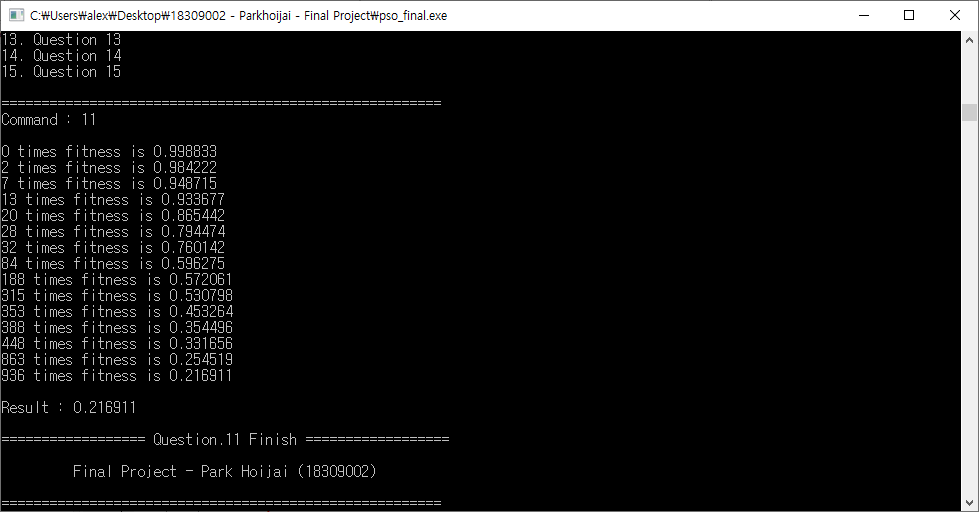 C:₩Users₩alex₩Desktop₩18309002 - Parkhoijai - Final Project₩pso_final.exe
13. Question 13
14. Question 14
15. Question 15
=======================================================
Command : 11
0 times fitness is 0.998833
2 times fitness is 0.984222
7 times fitness is 0.948715
13 times fitness is 0.933677
20 times fitness is 0.865442
28 times fitness is 0.794474
32 times fitness is 0.760142
84 times fitness is 0.596275
188 times fitness is 0.572061
315 times fitness is 0.530798
353 times fitness is 0.453264
388 times fitness is 0.354496
448 times fitness is 0.331656
863 times fitness is 0.254519
936 times fitness is 0.216911
Result : 0.216911
================== Question.11 Finish ==================
Final Project - Park Hoijai (18309002)
=======================================================